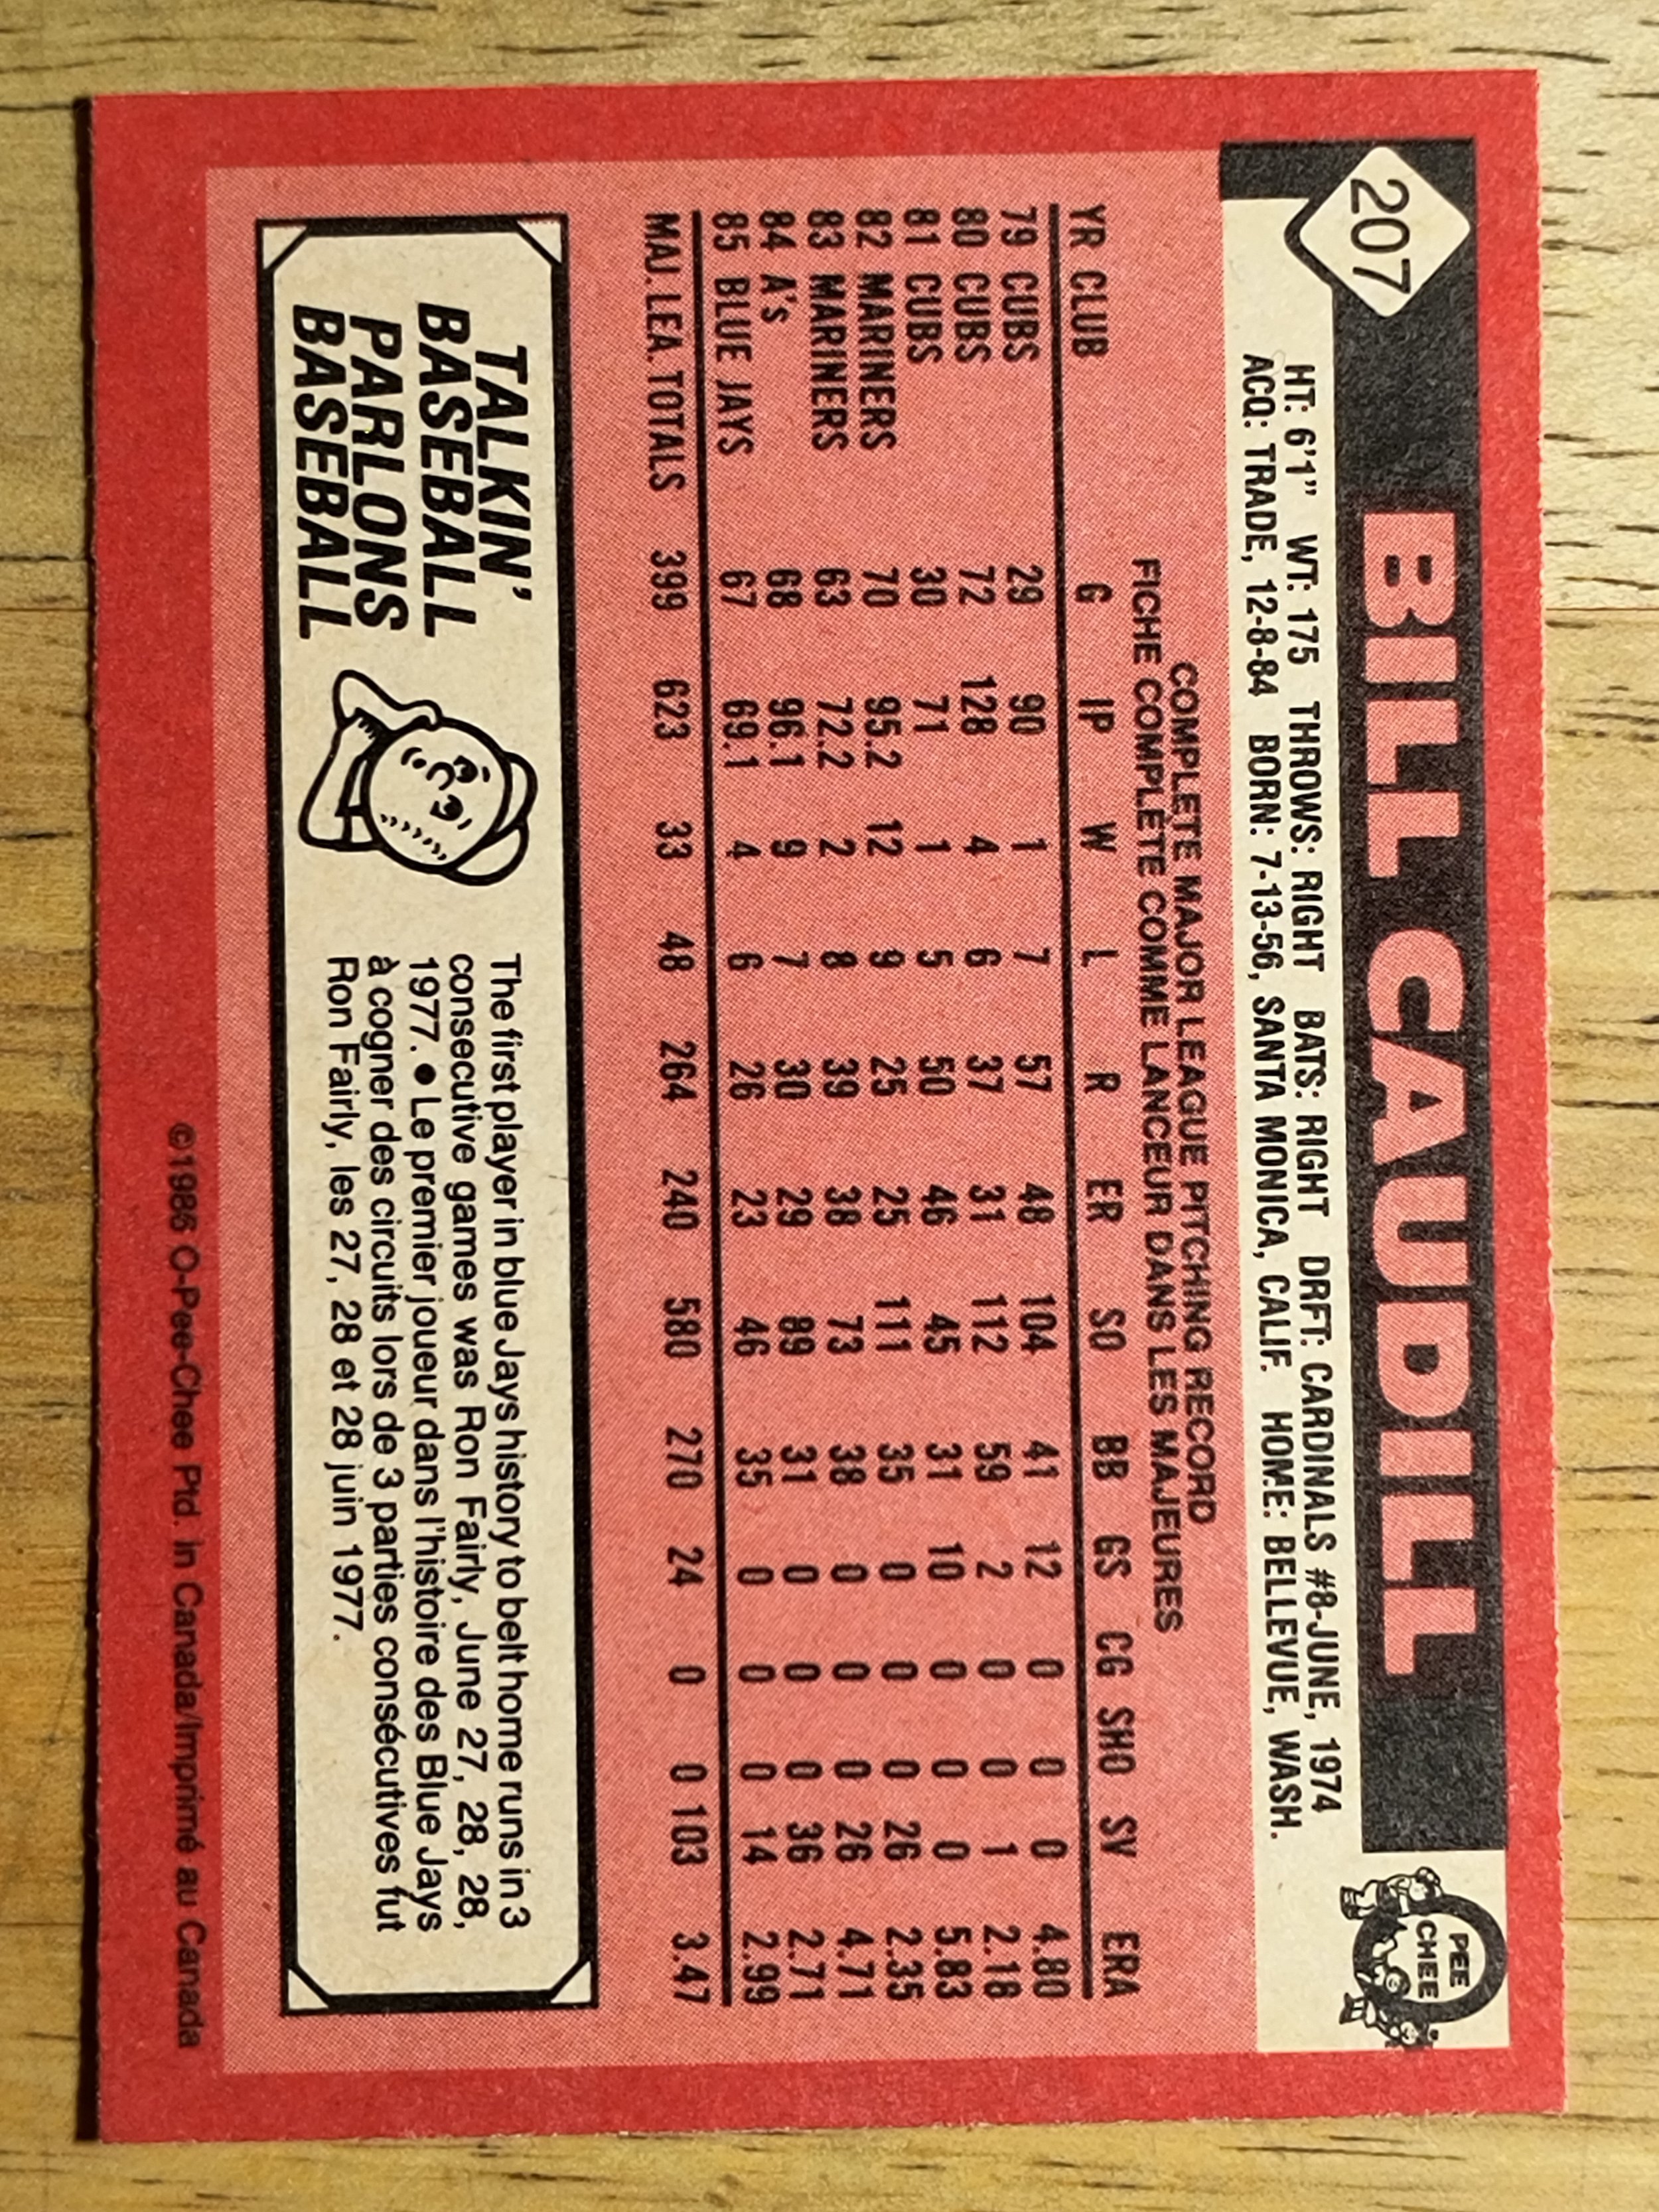 207
BILL CAUDILL
O
PEE
CHEE
HT: 6'1" WT: 175 THROWS: RIGHT BATS: RIGHT DRFT: CARDINALS #8-JUNE, 1974
ACQ: TRADE, 12-8-84 BORN: 7-13-56, SANTA MONICA, CALIF. HOME: BELLEVUE, WASH.
COMPLETE MAJOR LEAGUE PITCHING RECORD
FICHE COMPLÈTE COMME LANCEUR DANS LES MAJEURES
YR CLUB G IP W L R ER SO BB GS CG SHO SV ERA
79 CUBS 29 90 1 7 57 48 104 41 12 0 0 0 4.80
80 CUBS 72 128 4 6 37 31 112 59 2 0 0 1 2.18
81 CUBS 30 71 1 5 50 46 45 31 10 0 0 0 5.83
82 MARINERS 70 95.2 12 9 25 25 111 35 0 0 0 26 2.35
83 MARINERS 63 72.2 2 8 39 38 73 38 0 0 0 26 4.71
84 A's 68 96.1 9 7 30 29 89 31 0 0 0 36 2.71
85 BLUE JAYS 67 69.1 4 6 26 23 46 35 0 0 0 14 2.99
MAJ. LEA. TOTALS 399 623 33 48 264 240 580 270 24 0 0 103 3.47
TALKIN'
BASEBALL
PARLONS
BASEBALL
The first player in blue Jays history to belt home runs in 3
consecutive games was Ron Fairly, June 27, 28, 28,
1977. ● Le premier joueur dans l'histoire des Blue Jays
à cogner des circuits lors de 3 parties consécutives fut
Ron Fairly, les 27, 28 et 28 juin 1977.
©1986 O-Pee-Chee Ptd. in Canada/Imprimé au Canada